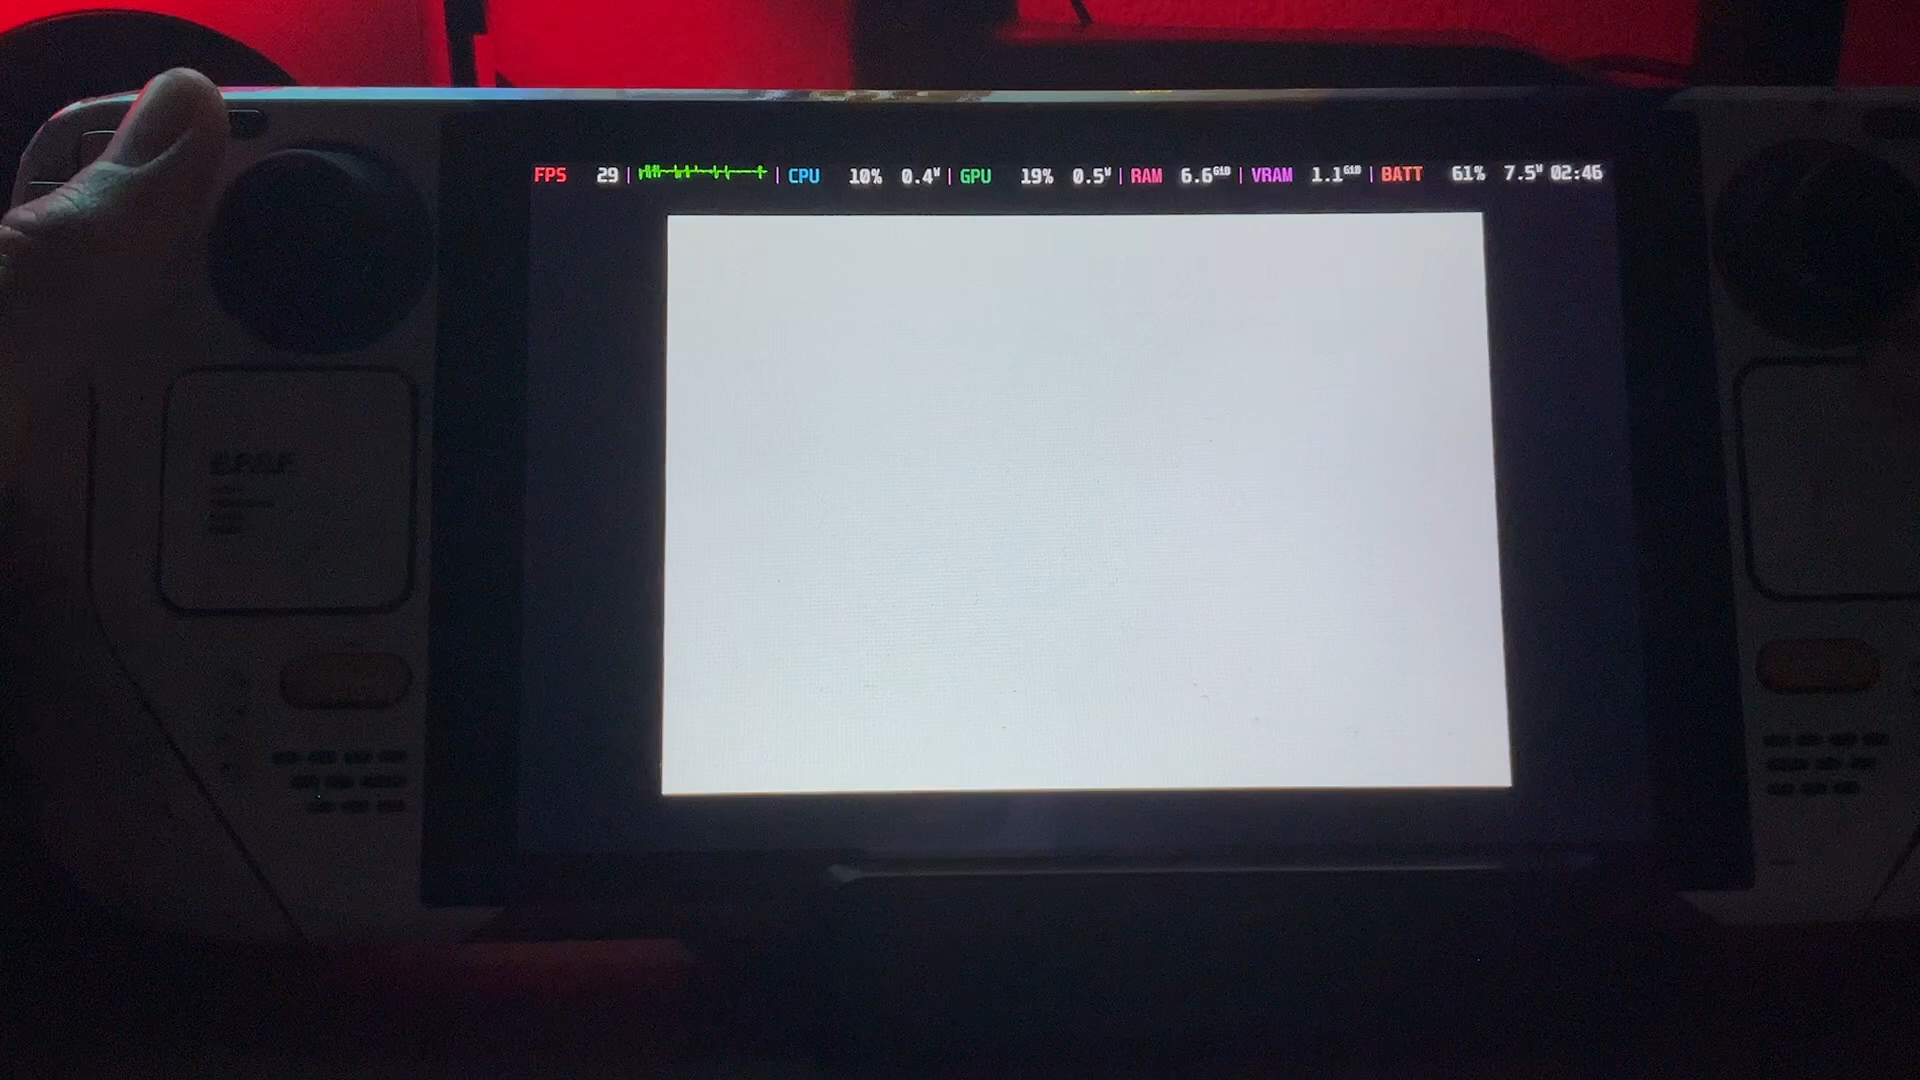 FPS 29 | | CPU 10% 0.4W | GPU 19% 0.5W | RAM 6.6GiB | VRAM 1.1GiB | BATT 61% 7.5W 02:46